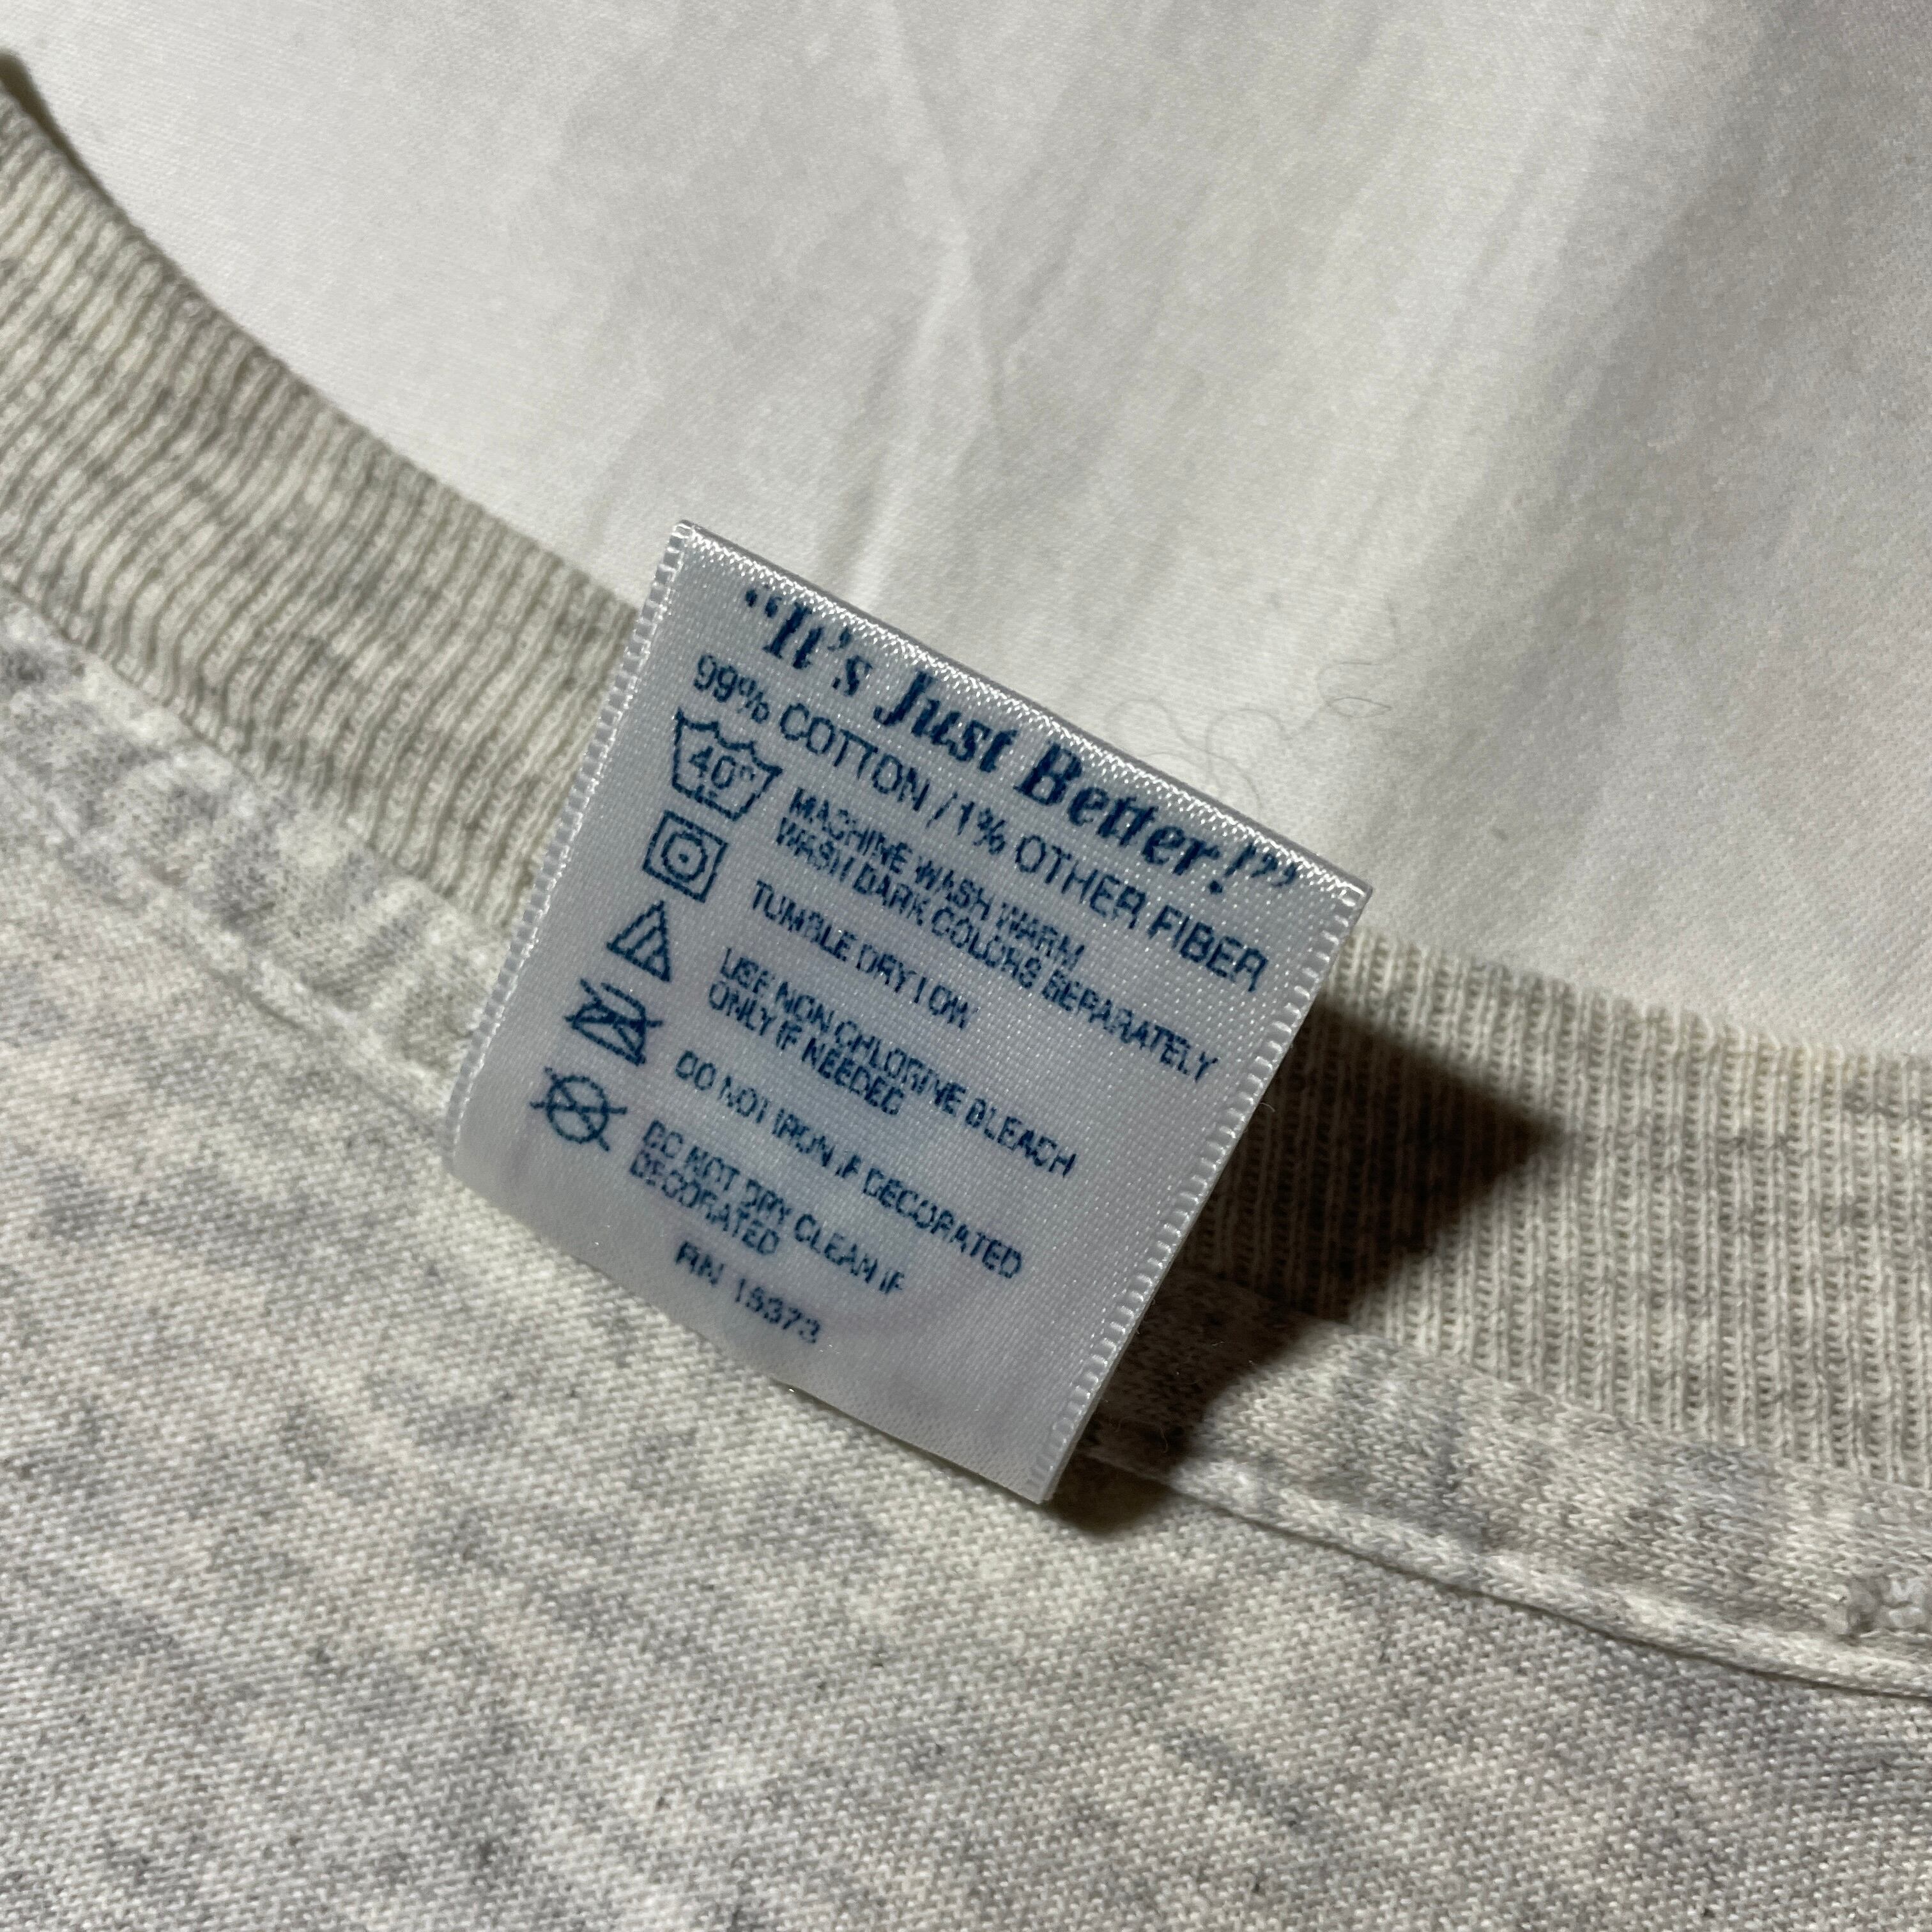 “It's Just Better!”
99% COTTON / 1% OTHER FIBER
40°
MACHINE WASH WARM
WASH DARK COLORS SEPARATELY
TUMBLE DRY LOW
USE NON CHLORINE BLEACH
ONLY IF NEEDED
DO NOT IRON IF DECORATED
DO NOT DRY CLEAN IF
DECORATED
RN 15373